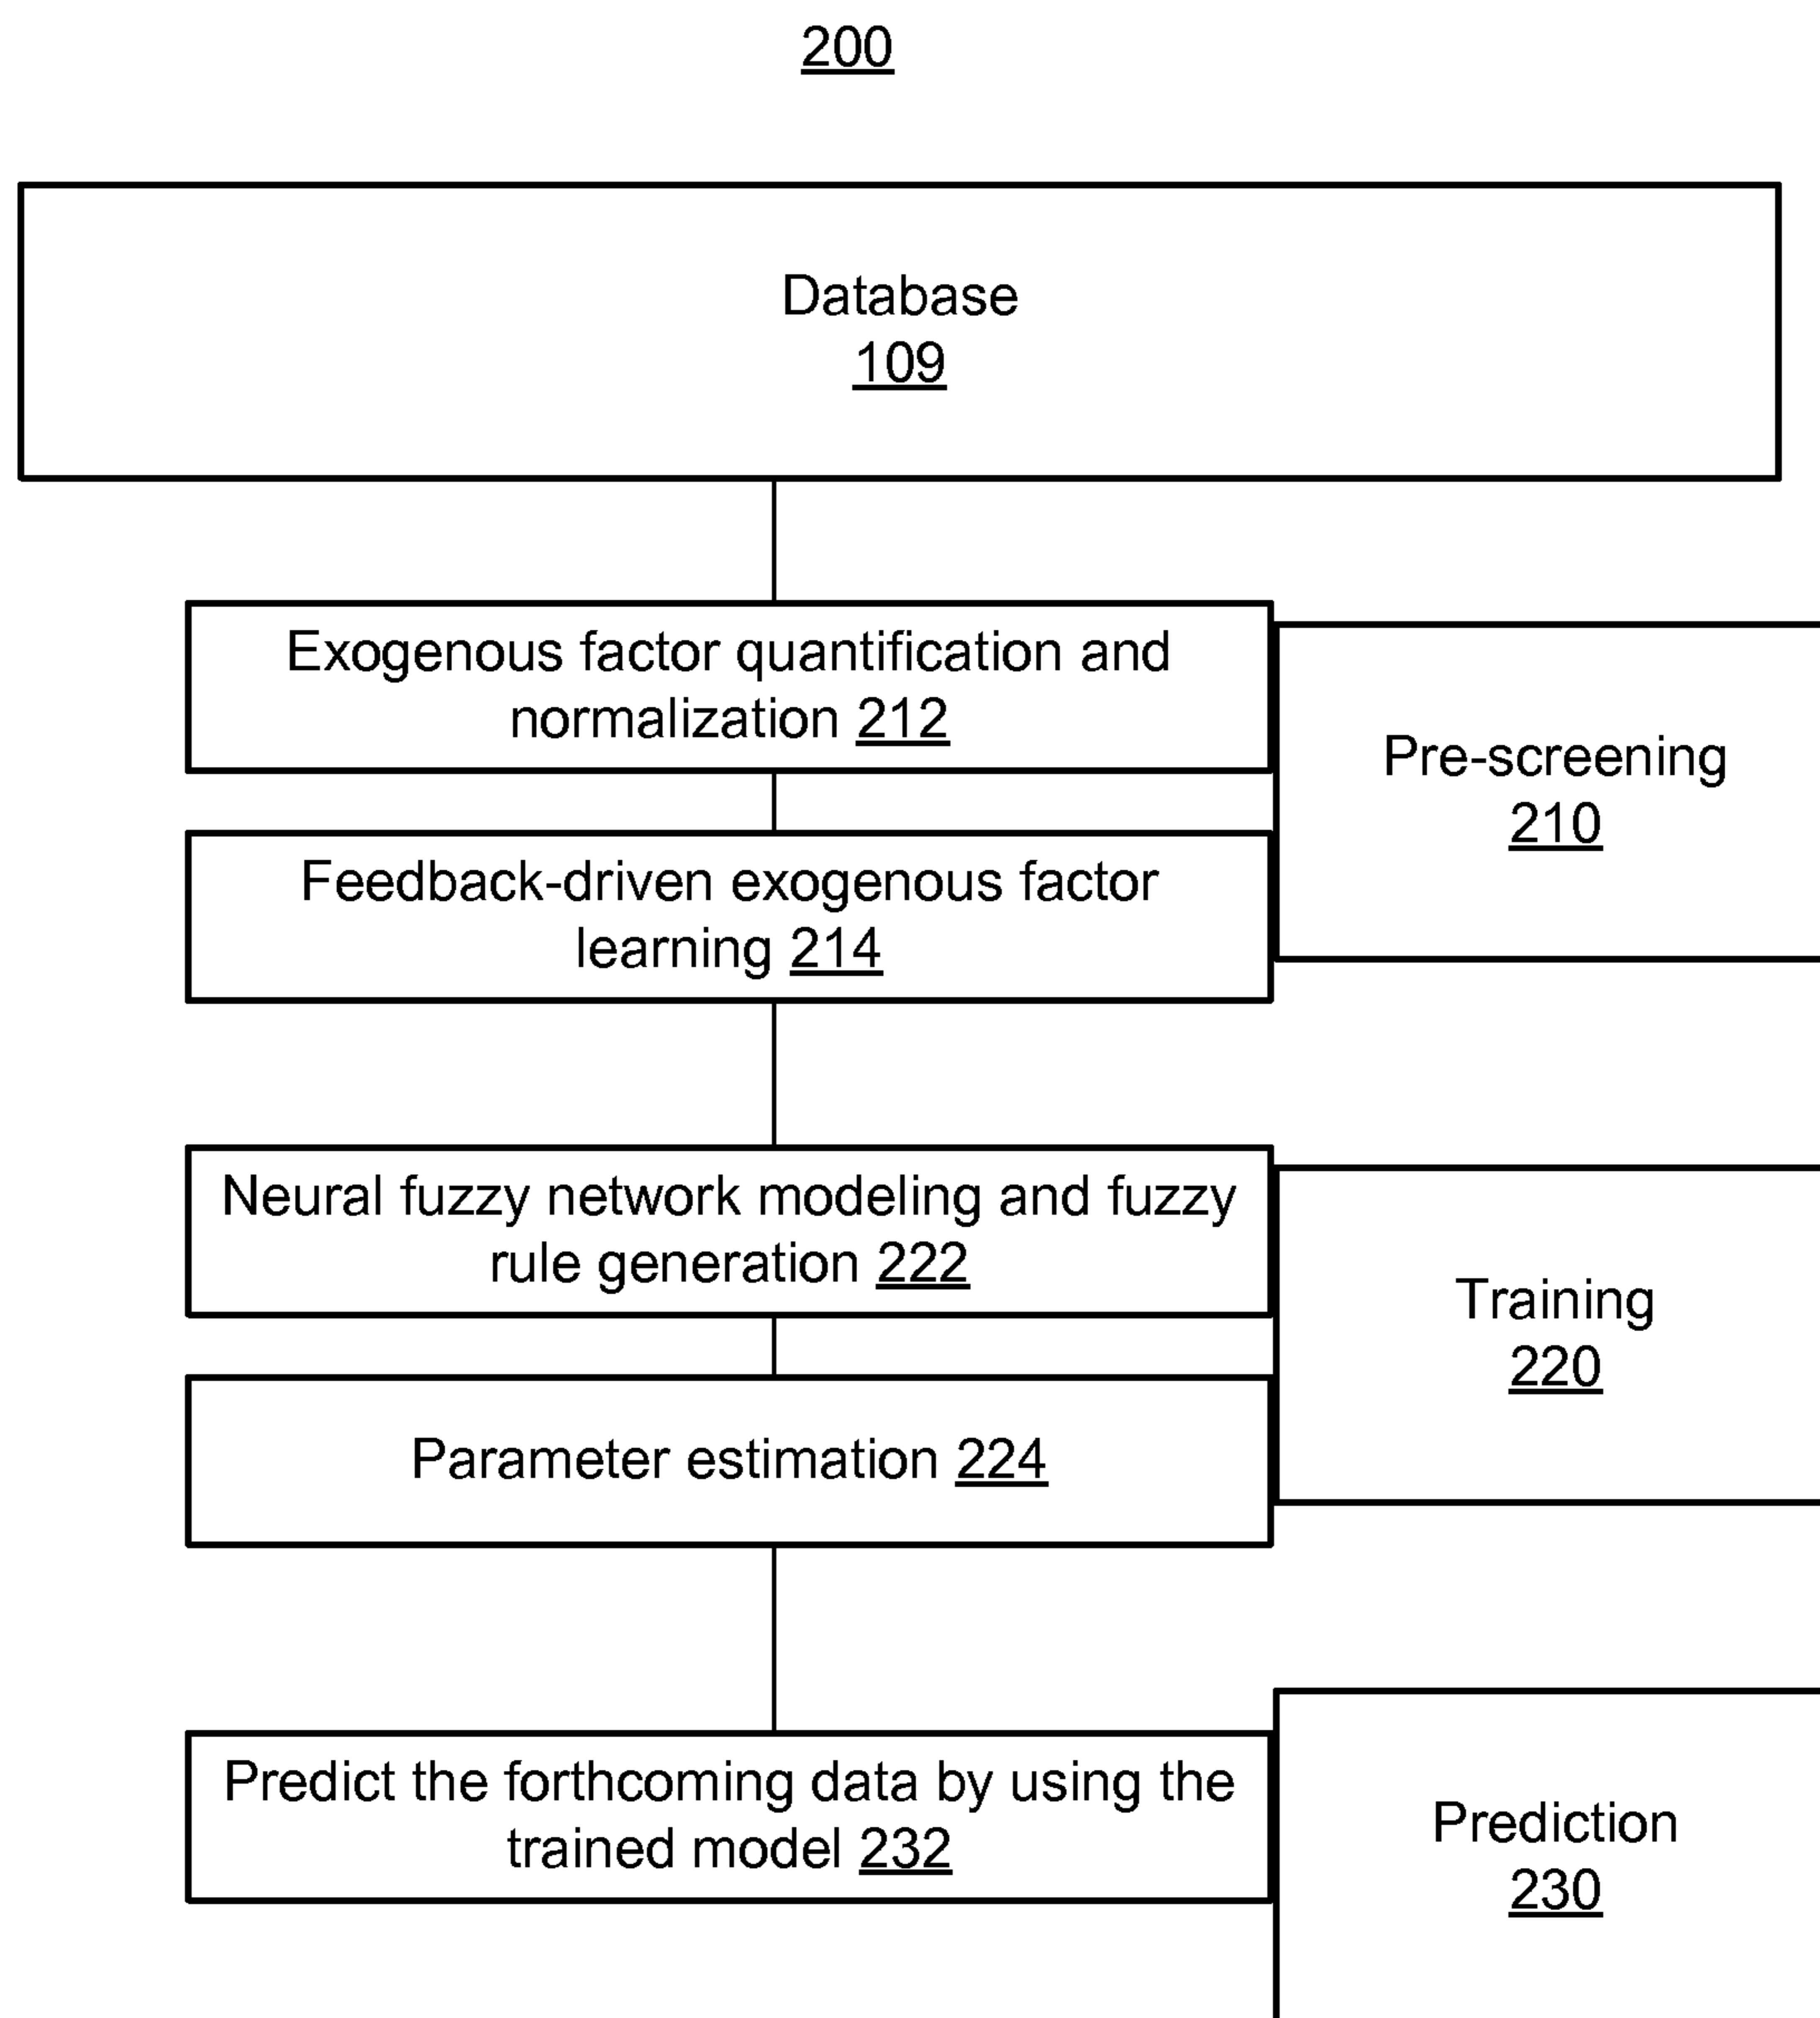 200
Database
109
Exogenous factor quantification and
normalization 212
Pre-screening
210
Feedback-driven exogenous factor
learning 214
Neural fuzzy network modeling and fuzzy
rule generation 222
Training
220
Parameter estimation 224
Predict the forthcoming data by using the
trained model 232
Prediction
230